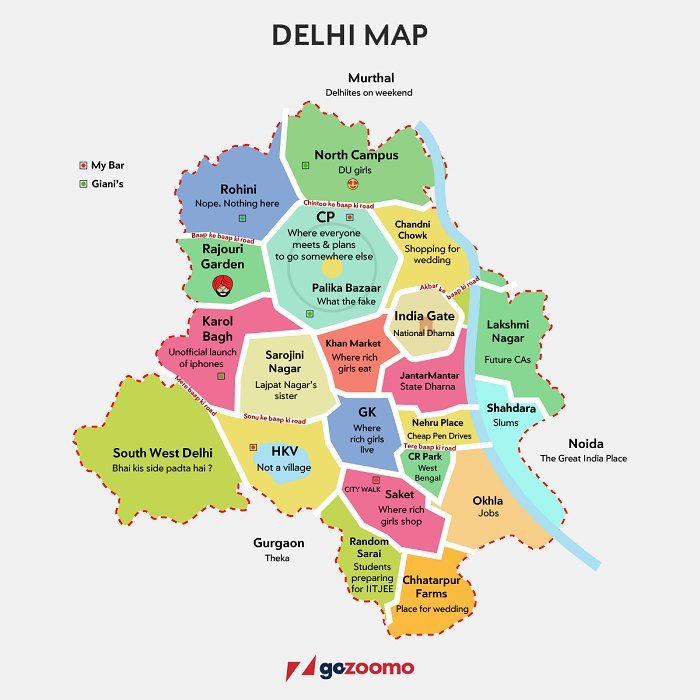 DELHI MAP
Murthal
Delhiites on weekend
My Bar
Giani's
North Campus
DU girls
Rohini
Nope. Nothing here
Chintoo ke baap ki road
CP
Where everyone
meets & plans
to go somewhere else
Palika Bazaar
What the fake
Chandni
Chowk
Shopping for
wedding
Baap ke baap ki road
Rajouri
Garden
Akbar ke baap ki road
India Gate
National Dharna
Karol
Bagh
Unofficial launch
of iphones
Lakshmi
Nagar
Future CAs
Khan Market
Where rich
girls eat
Sarojini
Nagar
Lajpat Nagar's
sister
JantarMantar
State Dharna
Mere baap ki road
Sonu ke baap ki road
GK
Where
rich girls
live
Shahdara
Slums
Nehru Place
Cheap Pen Drives
Tere baap ki road
South West Delhi
Bhai kis side padta hai ?
HKV
Not a village
CR Park
West
Bengal
Noida
The Great India Place
CITY WALK
Saket
Where rich
girls shop
Okhla
Jobs
Gurgaon
Theka
Random
Sarai
Students
preparing
for IITJEE
Chhatarpur
Farms
Place for wedding
gozoomo